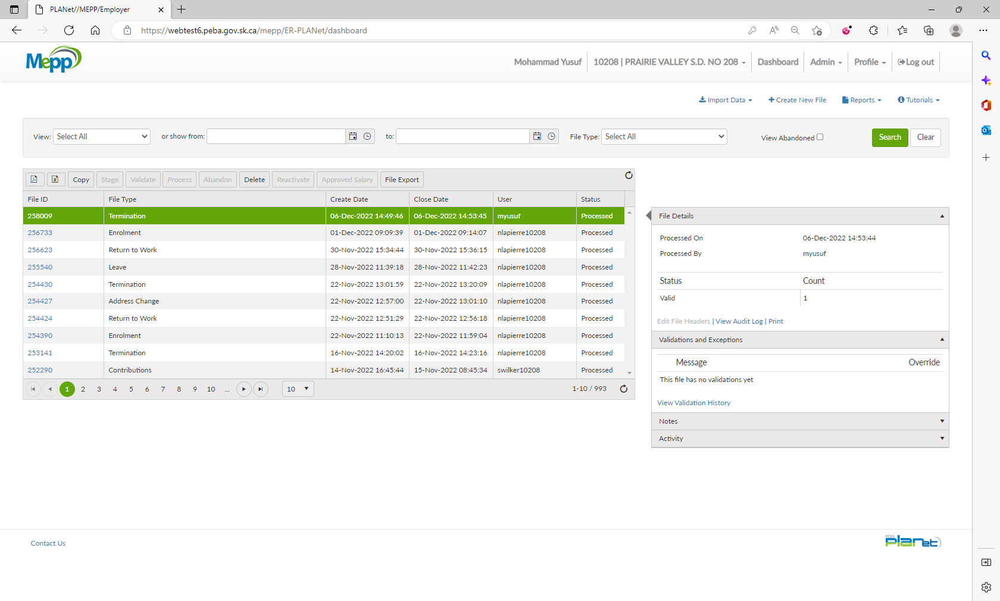 PLANet//MEPP/Employer
https://webtest6.peba.gov.sk.ca/mepp/ER-PLANet/dashboard
Mepp
Mohammad Yusuf
10208 | PRAIRIE VALLEY S.D. NO 208
Dashboard
Admin
Profile
Log out
Import Data
Create New File
Reports
Tutorials
View: Select All or show from: to: File Type: Select All View Abandoned Search Clear
Copy Stage Validate Process Abandon Delete Reactivate Approved Salary File Export
File ID File Type Create Date Close Date User Status
258009 Termination 06-Dec-2022 14:49:46 06-Dec-2022 14:53:45 myusuf Processed
256733 Enrolment 01-Dec-2022 09:09:39 01-Dec-2022 09:14:07 nlapierre10208 Processed
256623 Return to Work 30-Nov-2022 15:34:44 30-Nov-2022 15:36:15 nlapierre10208 Processed
255540 Leave 28-Nov-2022 11:39:18 28-Nov-2022 11:42:23 nlapierre10208 Processed
254430 Termination 22-Nov-2022 13:01:59 22-Nov-2022 13:20:09 nlapierre10208 Processed
254427 Address Change 22-Nov-2022 12:57:00 22-Nov-2022 13:01:10 nlapierre10208 Processed
254424 Return to Work 22-Nov-2022 12:51:29 22-Nov-2022 12:56:18 nlapierre10208 Processed
254390 Enrolment 22-Nov-2022 11:10:13 22-Nov-2022 11:59:04 nlapierre10208 Processed
253141 Termination 16-Nov-2022 14:20:02 16-Nov-2022 14:23:16 nlapierre10208 Processed
252290 Contributions 14-Nov-2022 16:45:44 15-Nov-2022 08:45:34 swilker10208 Processed
1 2 3 4 5 6 7 8 9 10 ... 10 1-10 / 993
File Details
Processed On 06-Dec-2022 14:53:44
Processed By myusuf
Status Count
Valid 1
Edit File Headers | View Audit Log | Print
Validations and Exceptions
Message Override
This file has no validations yet
View Validation History
Notes
Activity
Contact Us
PEBA
planet